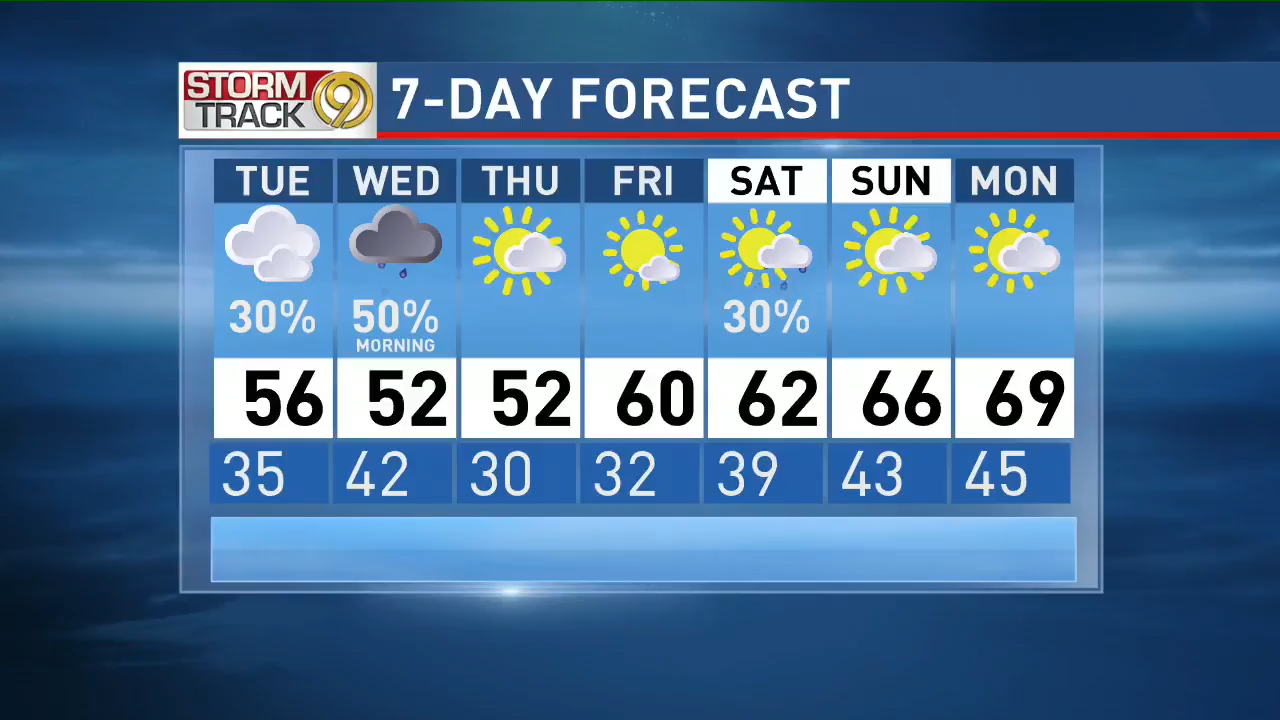 STORM
TRACK 9
7-DAY FORECAST
TUE WED THU FRI SAT SUN MON
30% 50% 30%
MORNING
56 52 52 60 62 66 69
35 42 30 32 39 43 45